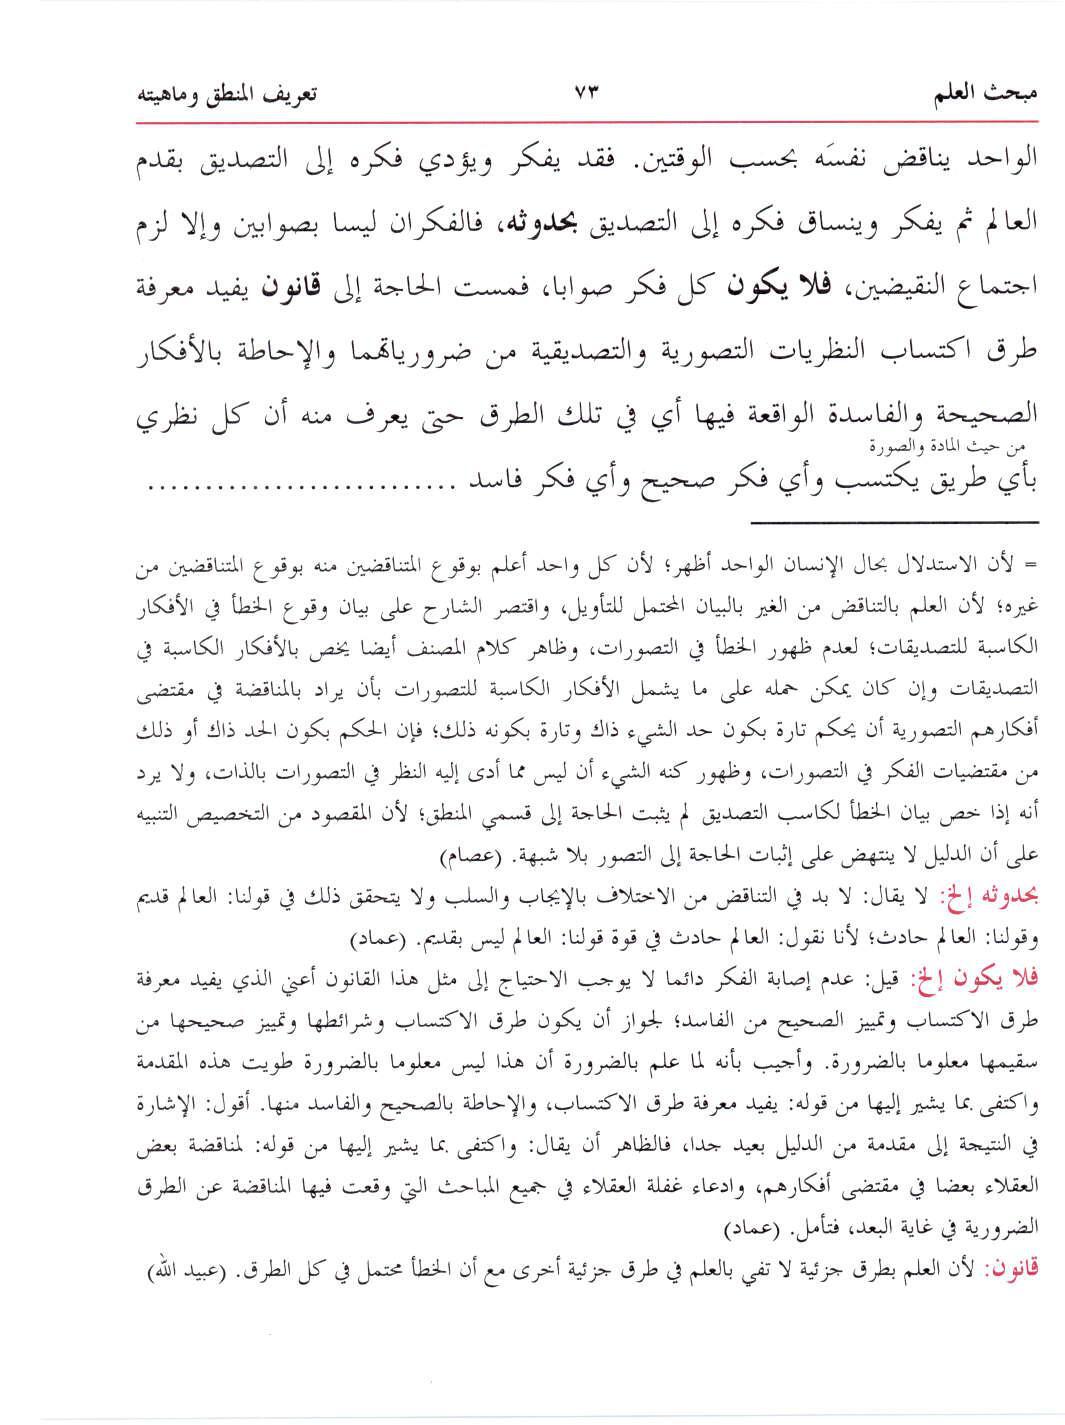 مبحث العلم ٧٣ تعريف المنطق وماهيته
الواحد يناقض نفسَه بحسب الوقتين. فقد يفكر ويؤدي فكره إلى التصديق بقدم
العالم ثم يفكر وينساق فكره إلى التصديق بحدوثه، فالفكران ليسا بصوابين وإلا لزم
اجتماع النقيضين، فلا يكون كل فكر صوابا، فمست الحاجة إلى قانون يفيد معرفة
طرق اكتساب النظريات التصورية والتصديقية من ضرورياتهما والإحاطة بالأفكار
الصحيحة والفاسدة الواقعة فيها أي في تلك الطرق حتى يعرف منه أن كل نظري
من حيث المادة والصورة
بأي طريق يكتسب وأي فكر صحيح وأي فكر فاسد ...........................
= لأن الاستدلال بحال الإنسان الواحد أظهر؛ لأن كل واحد أعلم بوقوع المتناقضين منه بوقوع المتناقضين من
غيره؛ لأن العلم بالتناقض من الغير بالبيان المحتمل للتأويل، واقتصر الشارح على بيان وقوع الخطأ في الأفكار
الكاسبة للتصديقات؛ لعدم ظهور الخطأ في التصورات، وظاهر كلام المصنف أيضا يخص بالأفكار الكاسبة في
التصديقات وإن كان يمكن حمله على ما يشمل الأفكار الكاسبة للتصورات بأن يراد بالمناقضة في مقتضى
أفكارهم التصورية أن يحكم تارة بكون حد الشيء ذاك وتارة بكونه ذلك؛ فإن الحكم بكون الحد ذاك أو ذلك
من مقتضيات الفكر في التصورات، وظهور كنه الشيء أن ليس مما أدى إليه النظر في التصورات بالذات، ولا يرد
أنه إذا خص بيان الخطأ لكاسب التصديق لم يثبت الحاجة إلى قسمي المنطق؛ لأن المقصود من التخصيص التنبيه
على أن الدليل لا ينتهض على إثبات الحاجة إلى التصور بلا شبهة. (عصام)
بحدوثه إلخ: لا يقال: لا بد في التناقض من الاختلاف بالإيجاب والسلب ولا يتحقق ذلك في قولنا: العالم قديم
وقولنا: العالم حادث؛ لأنا نقول: العالم حادث في قوة قولنا: العالم ليس بقديم. (عماد)
فلا يكون إلخ: قيل: عدم إصابة الفكر دائما لا يوجب الاحتياج إلى مثل هذا القانون أعني الذي يفيد معرفة
طرق الاكتساب وتمييز الصحيح من الفاسد؛ لجواز أن يكون طرق الاكتساب وشرائطها وتمييز صحيحها من
سقيمها معلوما بالضرورة. وأجيب بأنه لما علم بالضرورة أن هذا ليس معلوما بالضرورة طويت هذه المقدمة
واكتفى بما يشير إليها من قوله: يفيد معرفة طرق الاكتساب، والإحاطة بالصحيح والفاسد منها. أقول: الإشارة
في النتيجة إلى مقدمة من الدليل بعيد جدا، فالظاهر أن يقال: واكتفى بما يشير إليها من قوله: لمناقضة بعض
العقلاء بعضا في مقتضى أفكارهم، وادعاء غفلة العقلاء في جميع المباحث التي وقعت فيها المناقضة عن الطرق
الضرورية في غاية البعد، فتأمل. (عماد)
قانون: لأن العلم بطرق جزئية لا تفي بالعلم في طرق جزئية أخرى مع أن الخطأ محتمل في كل الطرق. (عبيد الله)